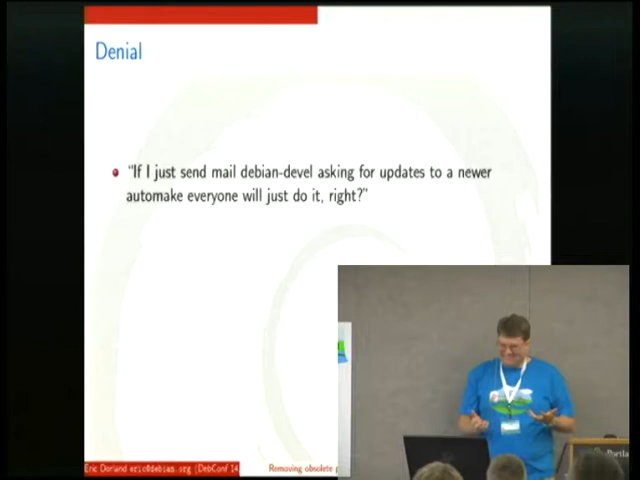 Denial
“If I just send mail debian-devel asking for updates to a newer
automake everyone will just do it, right?”
Eric Dorland eric@debian.org (DebConf 14
Removing obsolete
Portla